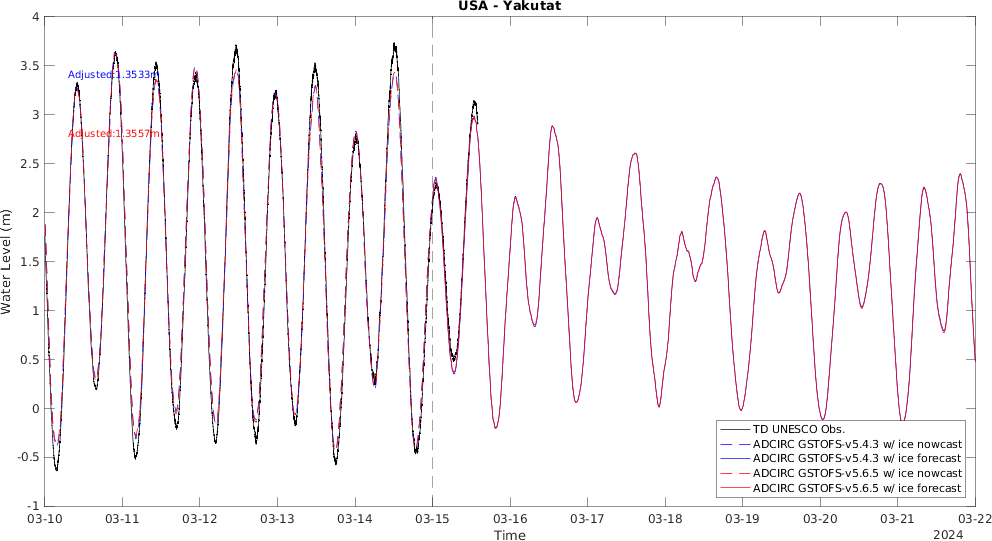 USA - Yakutat
4
3.5
3
2.5
2
1.5
1
0.5
0
-0.5
-1
Water Level (m)
Adjusted:1.3533m
Adjusted:1.3557m
TD UNESCO Obs.
ADCIRC GSTOFS-v5.4.3 w/ ice nowcast
ADCIRC GSTOFS-v5.4.3 w/ ice forecast
ADCIRC GSTOFS-v5.6.5 w/ ice nowcast
ADCIRC GSTOFS-v5.6.5 w/ ice forecast
03-10 03-11 03-12 03-13 03-14 03-15 03-16 03-17 03-18 03-19 03-20 03-21 03-22
Time
2024